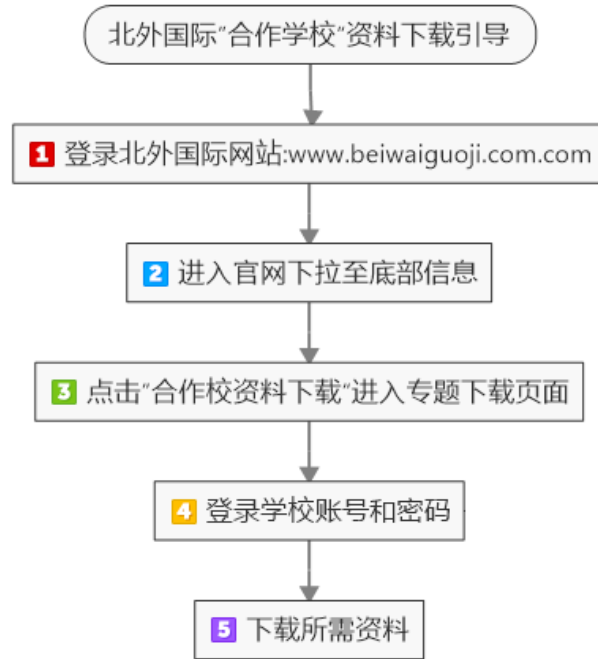 北外国际"合作学校"资料下载引导
1 登录北外国际网站:www.beiwaiguoji.com.com
2 进入官网下拉至底部信息
3 点击"合作校资料下载"进入专题下载页面
4 登录学校账号和密码
5 下载所需资料